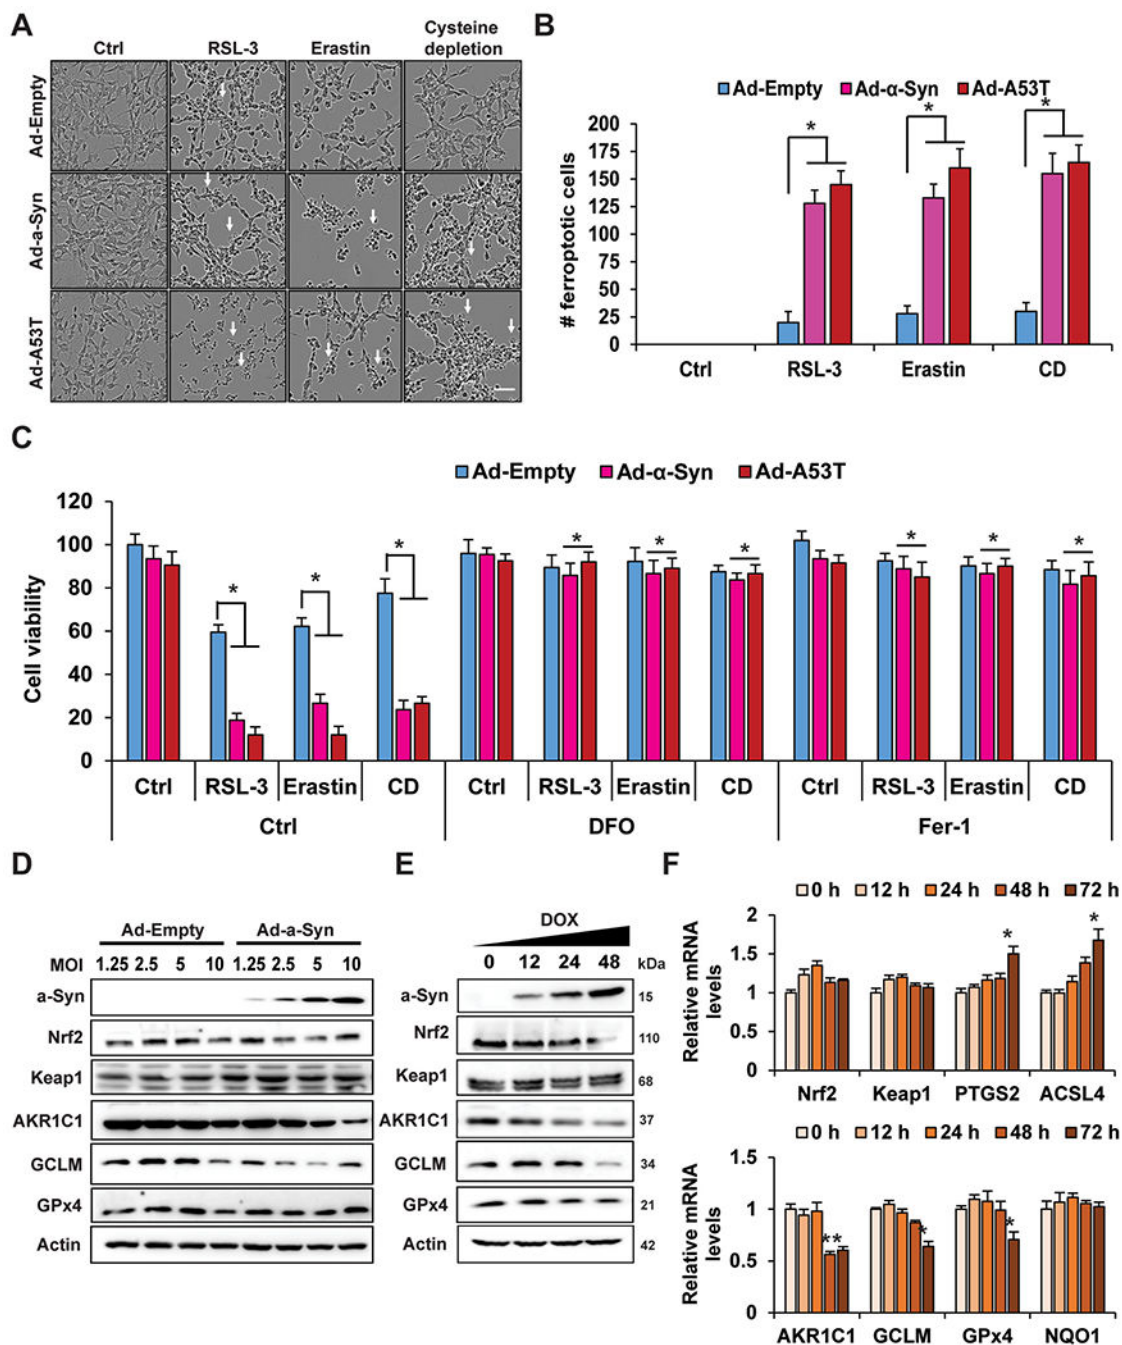 A
Ctrl RSL-3 Erastin Cysteine depletion
Ad-Empty
Ad-a-Syn
Ad-A53T
B
Ad-Empty Ad-α-Syn Ad-A53T
# ferroptotic cells
200
175
150
125
100
75
50
25
0
* * *
Ctrl RSL-3 Erastin CD
C
Ad-Empty Ad-α-Syn Ad-A53T
Cell viability
120
100
80
60
40
20
0
* * * * * * * * *
Ctrl RSL-3 Erastin CD Ctrl RSL-3 Erastin CD Ctrl RSL-3 Erastin CD
Ctrl DFO Fer-1
D
Ad-Empty Ad-a-Syn
MOI 1.25 2.5 5 10 1.25 2.5 5 10
a-Syn
Nrf2
Keap1
AKR1C1
GCLM
GPx4
Actin
E
DOX
0 12 24 48 kDa
a-Syn 15
Nrf2 110
Keap1 68
AKR1C1 37
GCLM 34
GPx4 21
Actin 42
F
0 h 12 h 24 h 48 h 72 h
Relative mRNA levels
2
1.5
1
0.5
0
* *
Nrf2 Keap1 PTGS2 ACSL4
0 h 12 h 24 h 48 h 72 h
Relative mRNA levels
1.5
1
0.5
0
** * *
AKR1C1 GCLM GPx4 NQO1